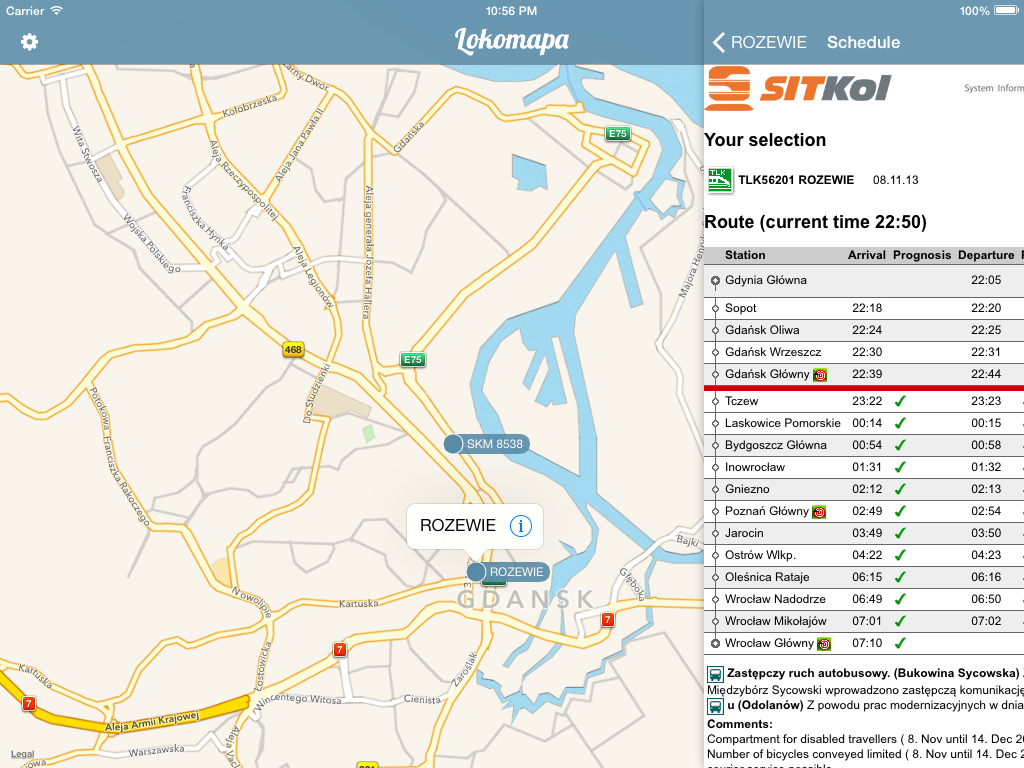 Carrier 10:56 PM 100%
Lokomapa
ROZEWIE Schedule
Kołobrzeska
Aleja Jana Pawła II
Gdańska
E75
Wita Stwosza
Aleja Rzeczypospolitej
Franciszka Hynka
Wojska Polskiego
Aleja generała Józefa Hallera
Aleja Legionów
468
E75
Do Studzienki
Potokowa
Franciszka Rakoczego
SKM 8538
ROZEWIE
ROZEWIE
GDAŃSK
Bajki
Głęboka
Kartuska
Nowolipie
7
7
Kartuska
7
Łostowicka
Wincentego Witosa
Cienista
Zaroślak
Aleja Armii Krajowej
Warszawska
Legal
SITKol
System Inform
Your selection
TLK TLK56201 ROZEWIE 08.11.13
Route (current time 22:50)
Station Arrival Prognosis Departure
Gdynia Główna 22:05
Sopot 22:18 22:20
Gdańsk Oliwa 22:24 22:25
Gdańsk Wrzeszcz 22:30 22:31
Gdańsk Główny 22:39 22:44
Tczew 23:22 ✓ 23:23
Laskowice Pomorskie 00:14 ✓ 00:15
Bydgoszcz Główna 00:54 ✓ 00:58
Inowrocław 01:31 ✓ 01:32
Gniezno 02:12 ✓ 02:13
Poznań Główny 02:49 ✓ 02:54
Jarocin 03:49 ✓ 03:50
Ostrów Wlkp. 04:22 ✓ 04:23
Oleśnica Rataje 06:15 ✓ 06:16
Wrocław Nadodrze 06:49 ✓ 06:50
Wrocław Mikołajów 07:01 ✓ 07:02
Wrocław Główny 07:10 ✓
Zastępczy ruch autobusowy. (Bukowina Sycowska)
Międzybórz Sycowski wprowadzono zastępczą komunikację
u (Odolanów) Z powodu prac modernizacyjnych w dnia
Comments:
Compartment for disabled travellers ( 8. Nov until 14. Dec 20
Number of bicycles conveyed limited ( 8. Nov until 14. Dec 2